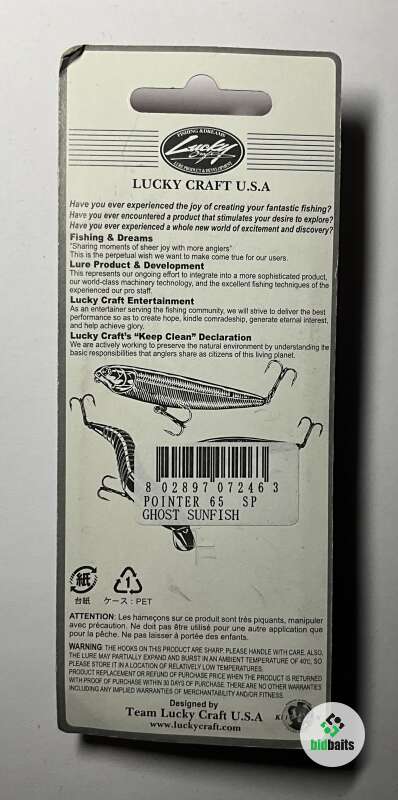 FISHING & DREAMS
Lucky
Craft
LURE PRODUCT & DEVELOPMENT
LUCKY CRAFT U.S.A
Have you ever experienced the joy of creating your fantastic fishing?
Have you ever encountered a product that stimulates your desire to explore?
Have you ever experienced a whole new world of excitement and discovery?
Fishing & Dreams
"Sharing moments of sheer joy with more anglers"
This is the perpetual wish we want to make come true for our users.
Lure Product & Development
This represents our ongoing effort to integrate into a more sophisticated product,
our world-class machinery technology, and the excellent fishing techniques of the
experienced our pro staff.
Lucky Craft Entertainment
As an entertainer serving the fishing community, we will strive to deliver the best
performance so as to create hope, kindle comradeship, generate eternal interest,
and help achieve glory.
Lucky Craft's "Keep Clean" Declaration
We are actively working to preserve the natural environment by understanding the
basic responsibilities that anglers share as citizens of this living planet.
8 02897 07246 3
POINTER 65 SP
GHOST SUNFISH
紙
台紙
1
ケース : PET
ATTENTION: Les hameçons sur ce produit sont très piquants, manipuler
avec précaution. Ne doit pas être utilisé pour une autre application que
pour la pêche. Ne pas laisser à portée des enfants.
WARNING: THE HOOKS ON THIS PRODUCT ARE SHARP. PLEASE HANDLE WITH CARE. ALSO,
THE LURE MAY PARTIALLY EXPAND AND BURST IN AN AMBIENT TEMPERATURE OF 40℃, SO
PLEASE STORE IT IN A LOCATION OF RELATIVELY LOW TEMPERATURES.
PRODUCT REPLACEMENT OR REFUND OF PURCHASE PRICE WHEN THE PRODUCT IS RETURNED
WITH PROOF OF PURCHASE WITHIN 30 DAYS OF PURCHASE. THERE ARE NO OTHER WARRANTIES
INCLUDING ANY IMPLIED WARRANTIES OF MERCHANTABILITY AND/OR FITNESS.
Designed by
Team Lucky Craft U.S.A
www.luckycraft.com
bidbaits